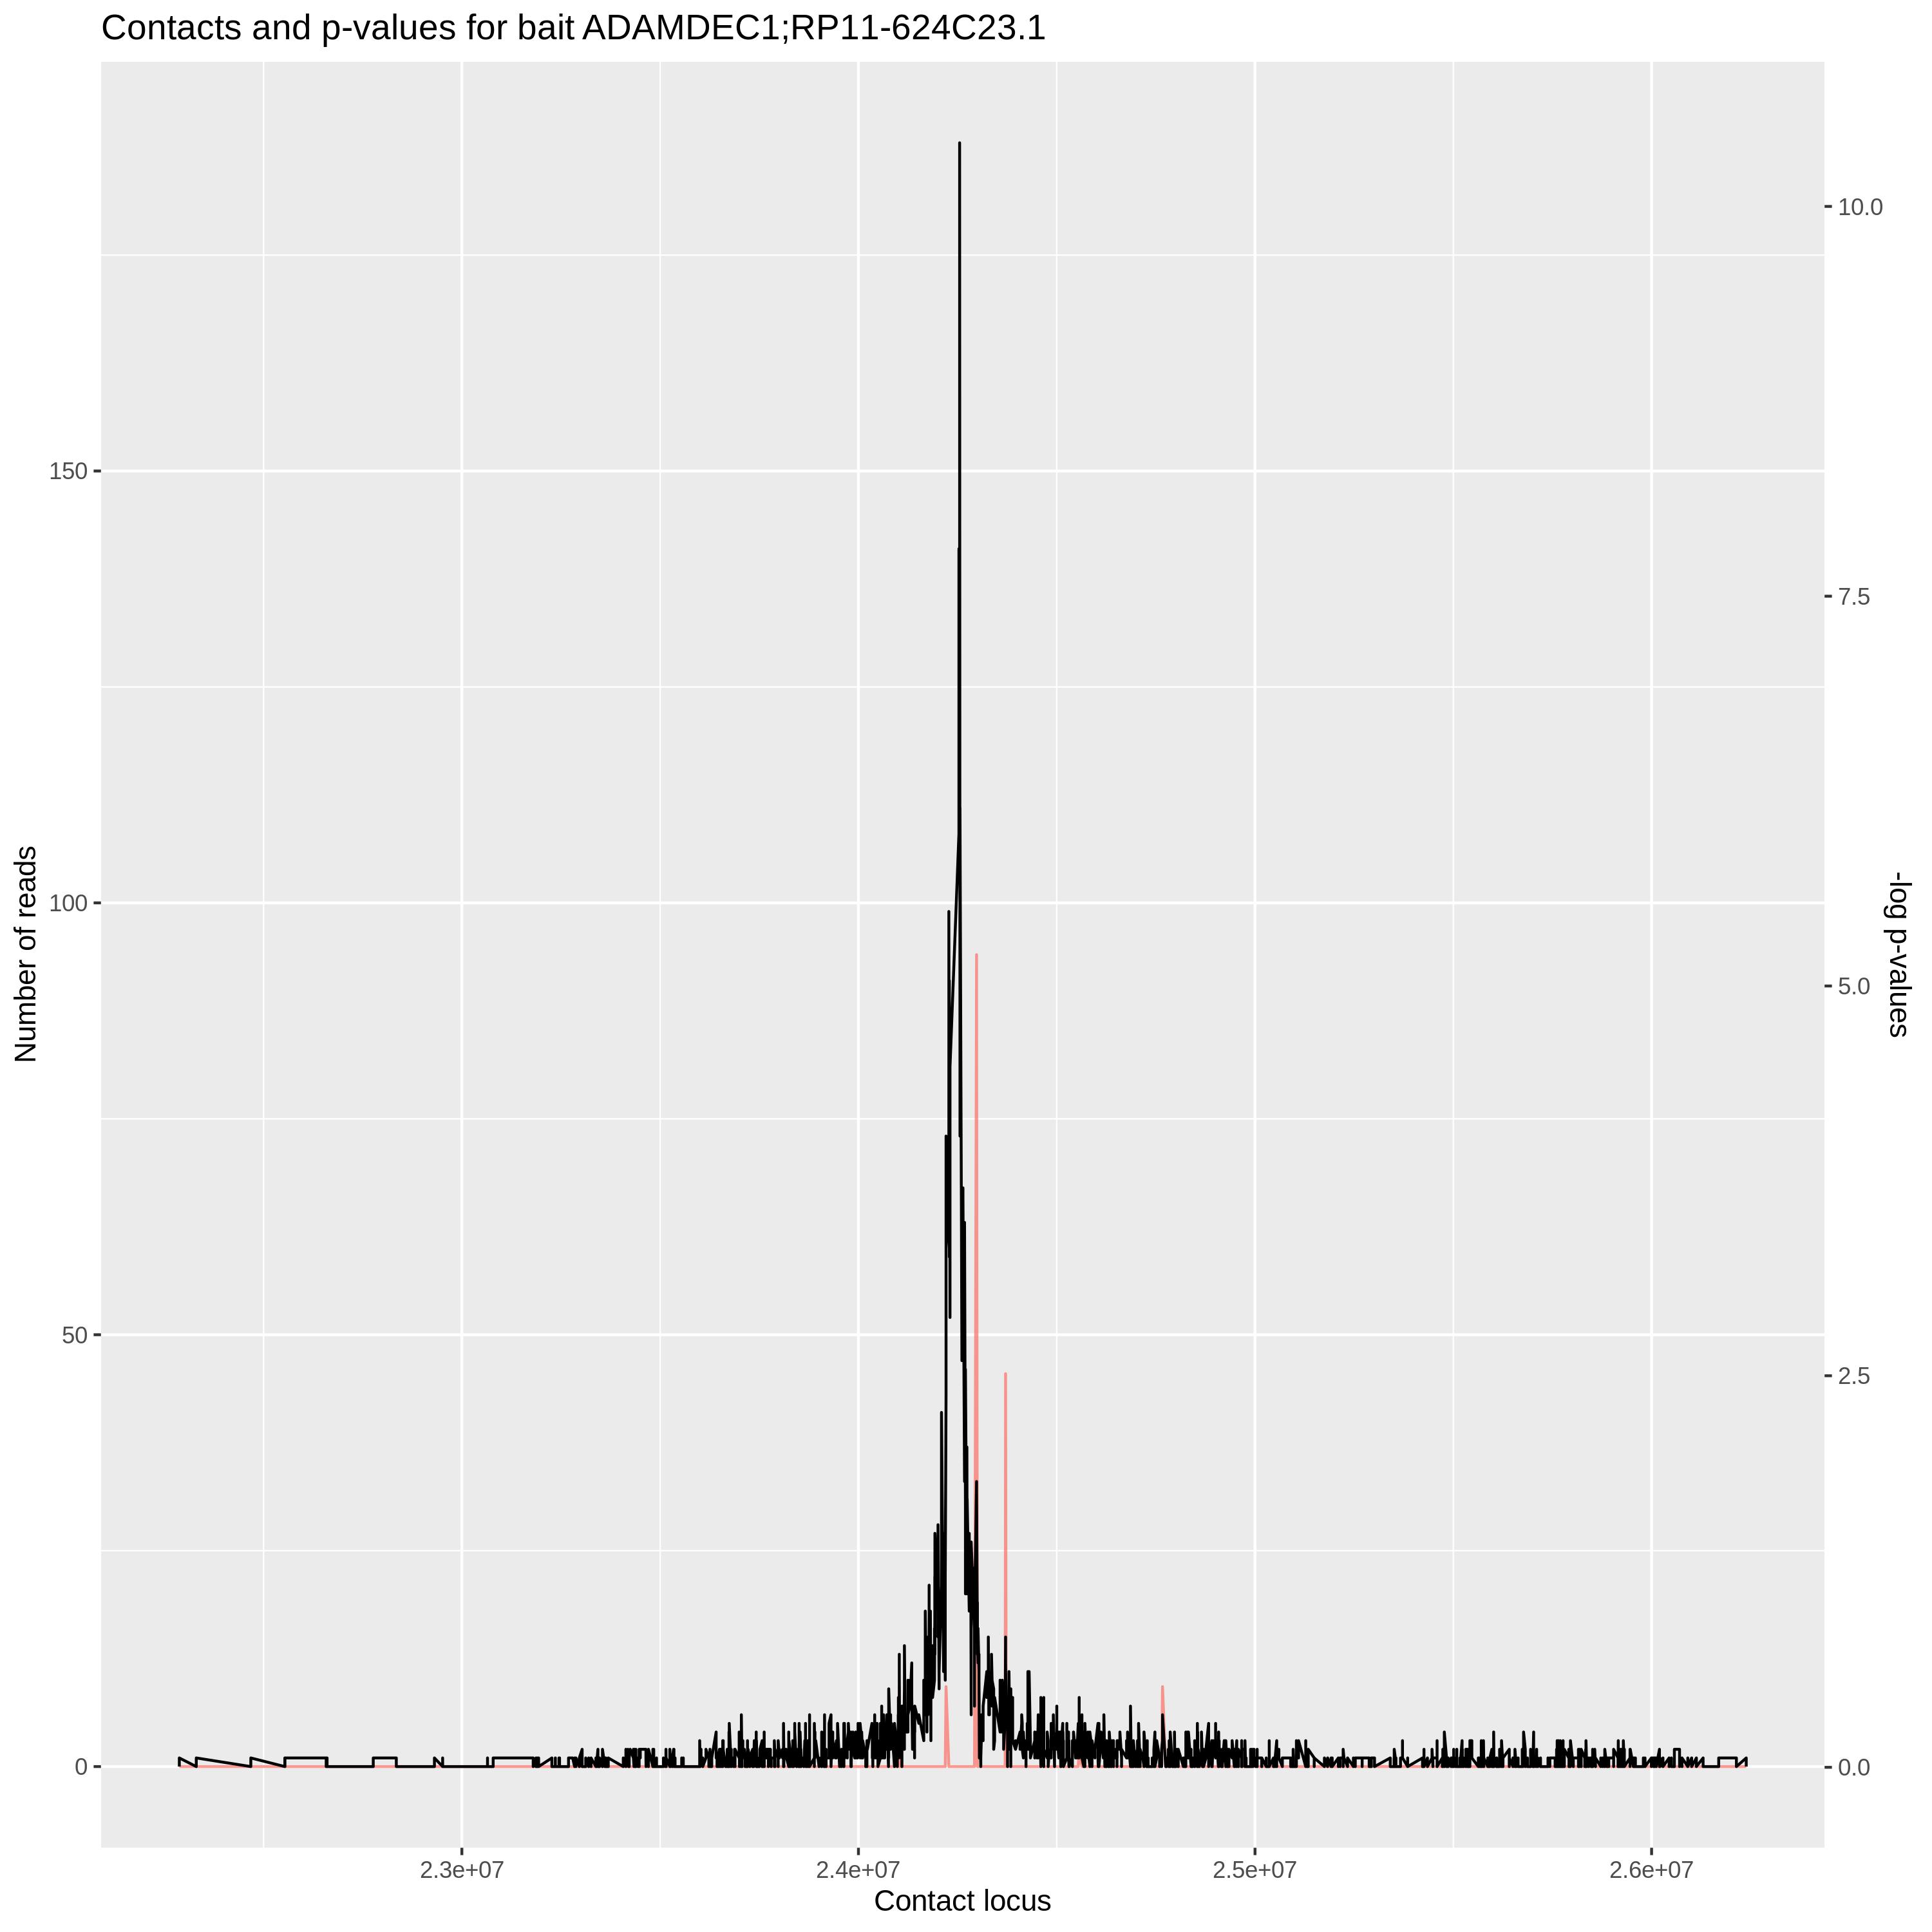 Contacts and p-values for bait ADAMDEC1;RP11-624C23.1
Number of reads
150
100
50
0
10.0
7.5
5.0
2.5
0.0
-log p-values
2.3e+07 2.4e+07 2.5e+07 2.6e+07
Contact locus